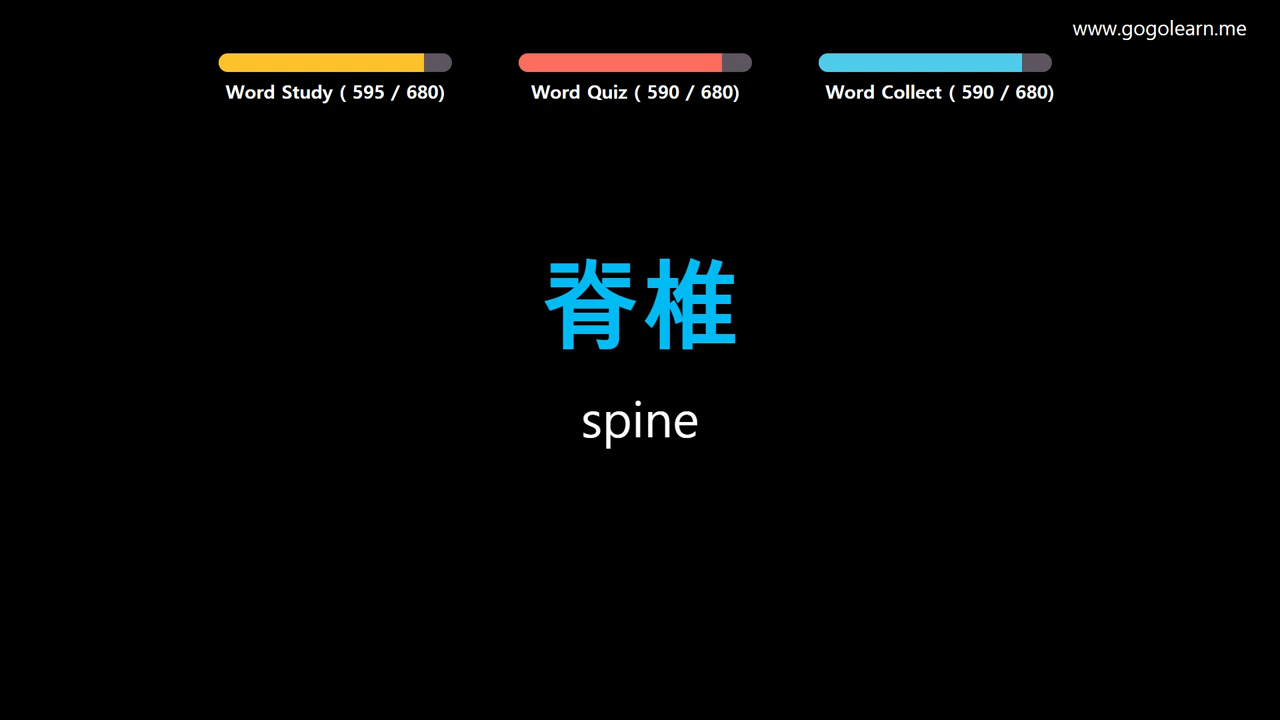 www.gogolearn.me
Word Study ( 595 / 680)
Word Quiz ( 590 / 680)
Word Collect ( 590 / 680)
脊椎
spine